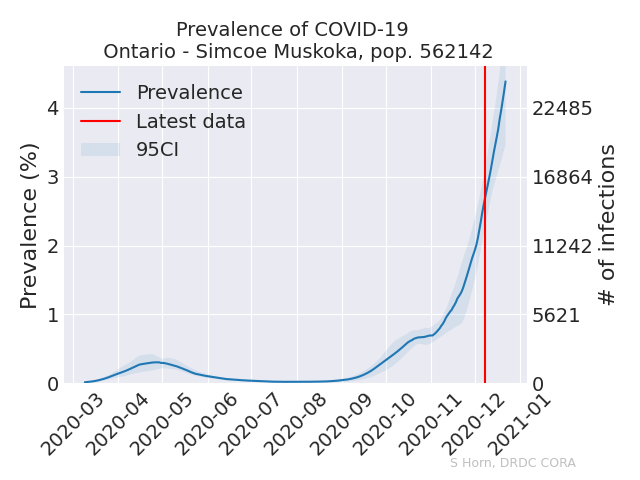 Prevalence of COVID-19
Ontario - Simcoe Muskoka, pop. 562142
Prevalence
Latest data
95CI
Prevalence (%)
4
3
2
1
0
22485
16864
11242
5621
0
# of infections
2020-03
2020-04
2020-05
2020-06
2020-07
2020-08
2020-09
2020-10
2020-11
2020-12
2021-01
S Horn, DRDC CORA